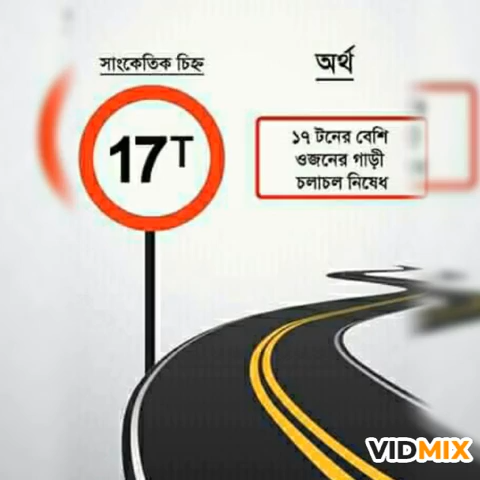 সাংকেতিক চিহ্ন
অর্থ
17T
১৭ টনের বেশি
ওজনের গাড়ী
চলাচল নিষেধ
VIDMIX